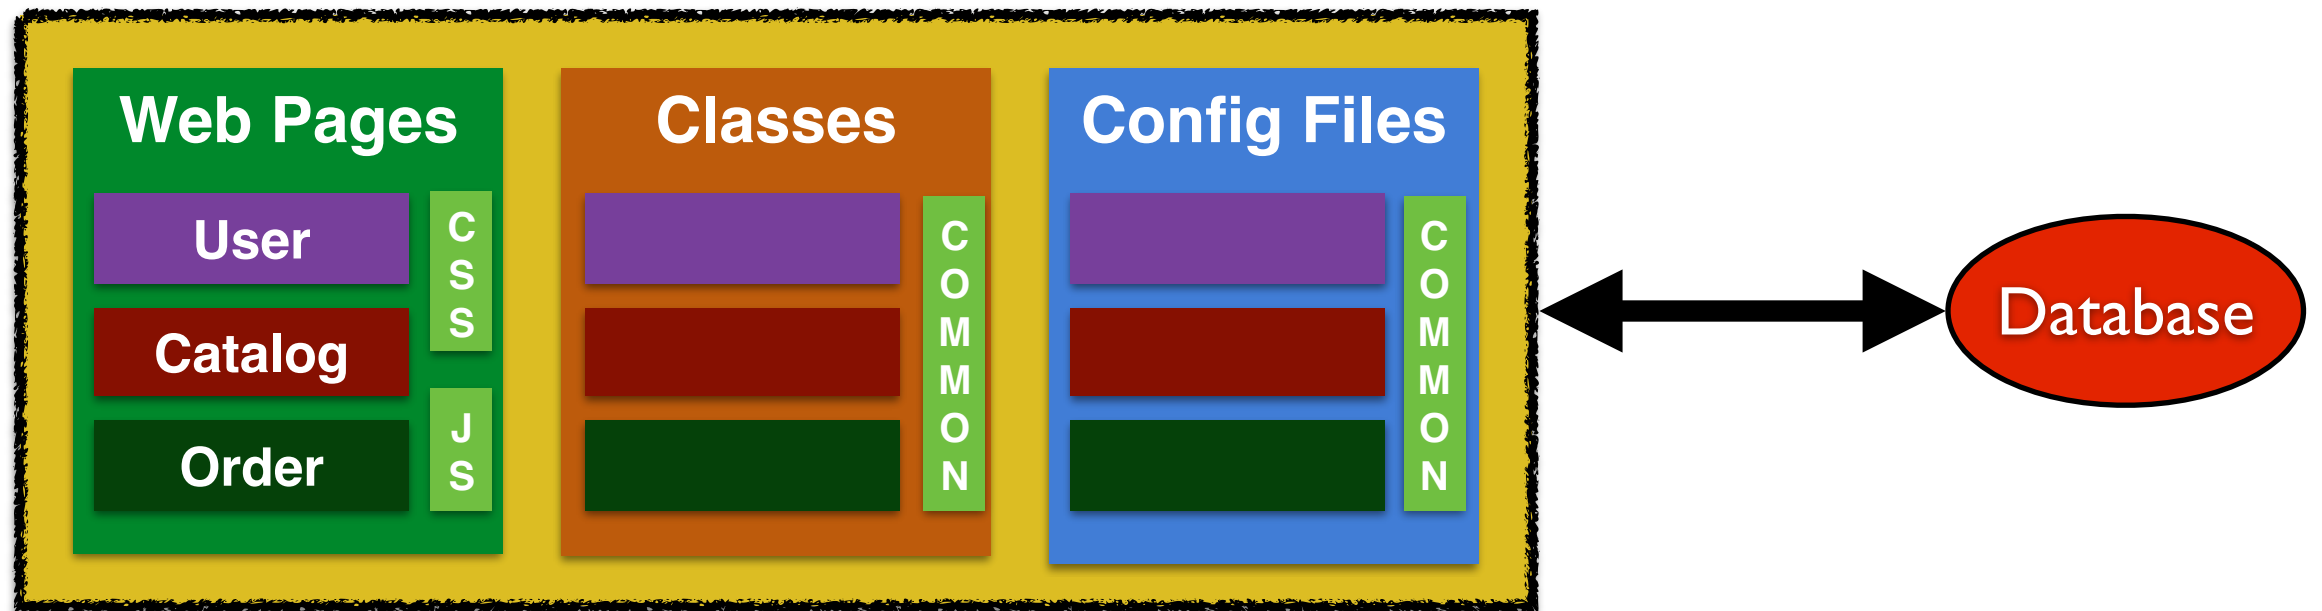 Web Pages
User
Catalog
Order
CSS
JS
Classes
COMMON
Config Files
COMMON
Database